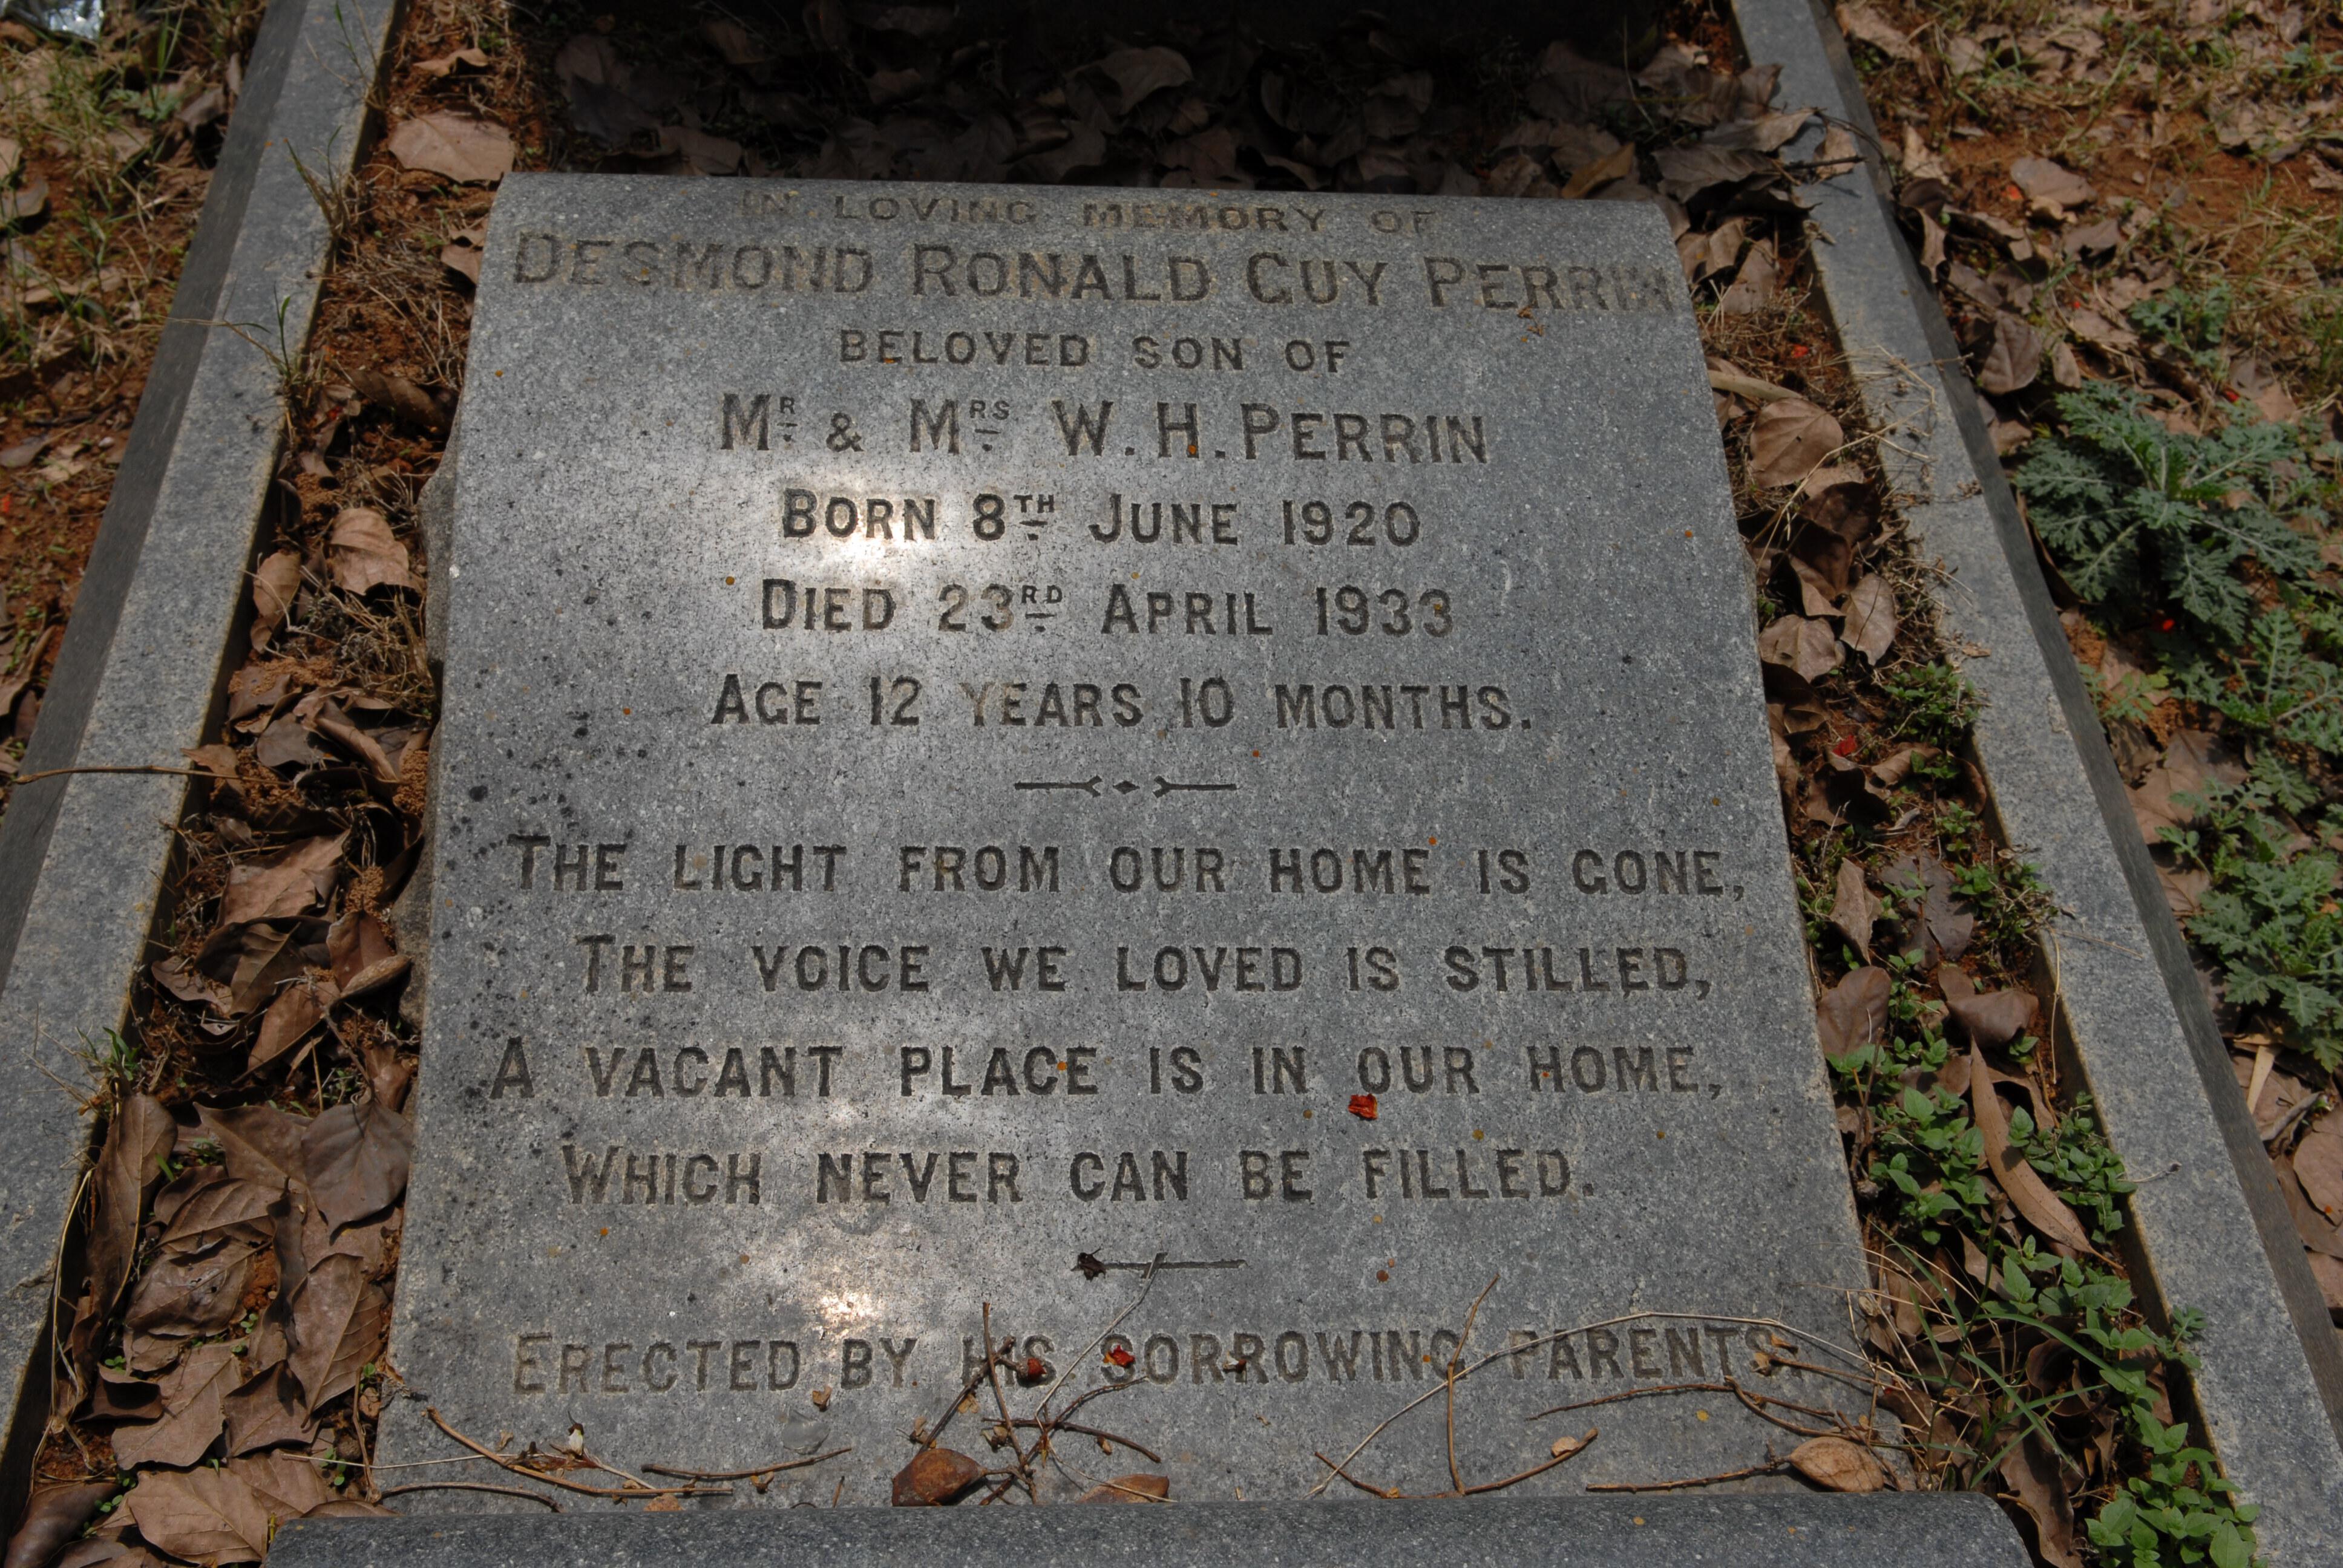 IN LOVING MEMORY OF
DESMOND RONALD GUY PERRIN
BELOVED SON OF
MR & MRS W. H. PERRIN
BORN 8TH JUNE 1920
DIED 23RD APRIL 1933
AGE 12 YEARS 10 MONTHS.
THE LIGHT FROM OUR HOME IS GONE,
THE VOICE WE LOVED IS STILLED,
A VACANT PLACE IS IN OUR HOME,
WHICH NEVER CAN BE FILLED.
ERECTED BY HIS SORROWING PARENTS.